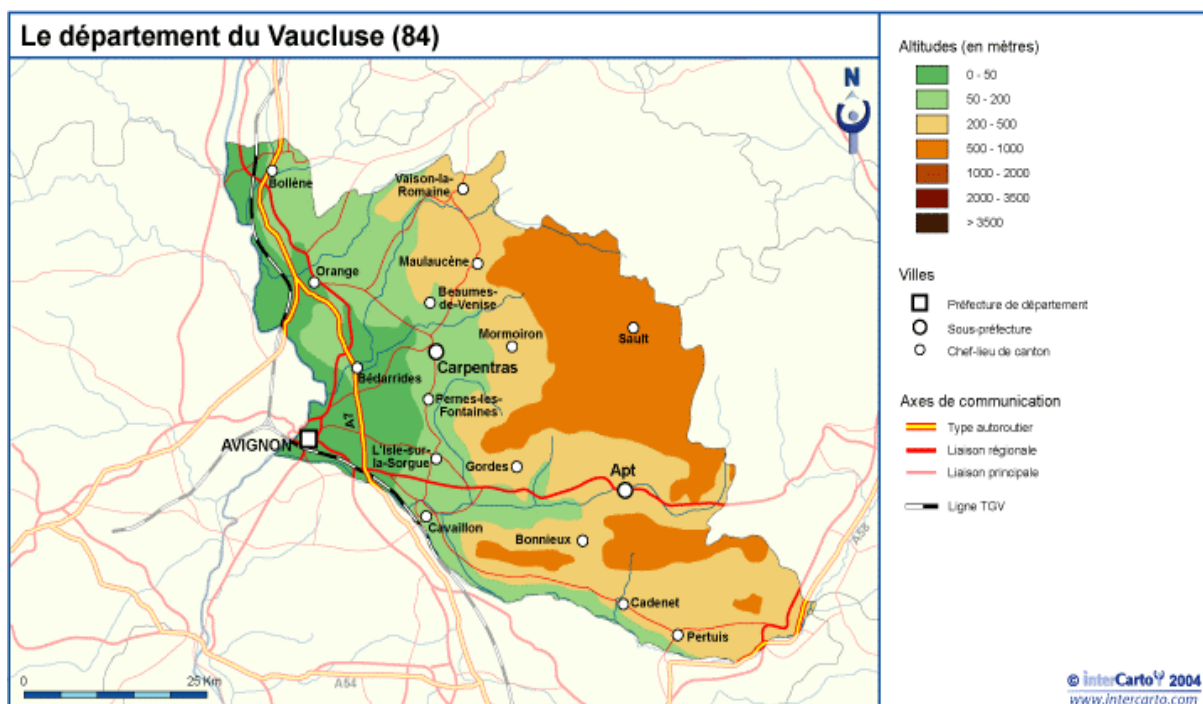 Le département du Vaucluse (84)
N
Bollène
Vaison-la-
Romaine
Maulaucène
Orange
Beaumes-
de-Venise
Mormoiron
Sault
Carpentras
Bédarrides
Pernes-les-
Fontaines
A7
AVIGNON
L'Isle-sur-
la-Sorgue
Gordes
Apt
Cavaillon
Bonnieux
A58
Cadenet
Pertuis
0
25 Km
A54
Altitudes (en mètres)
0 - 50
50 - 200
200 - 500
500 - 1000
1000 - 2000
2000 - 3500
> 3500
Villes
Préfecture de département
Sous-préfecture
Chef-lieu de canton
Axes de communication
Type autoroutier
Liaison régionale
Liaison principale
Ligne TGV
© interCarto 2004
www.intercarto.com